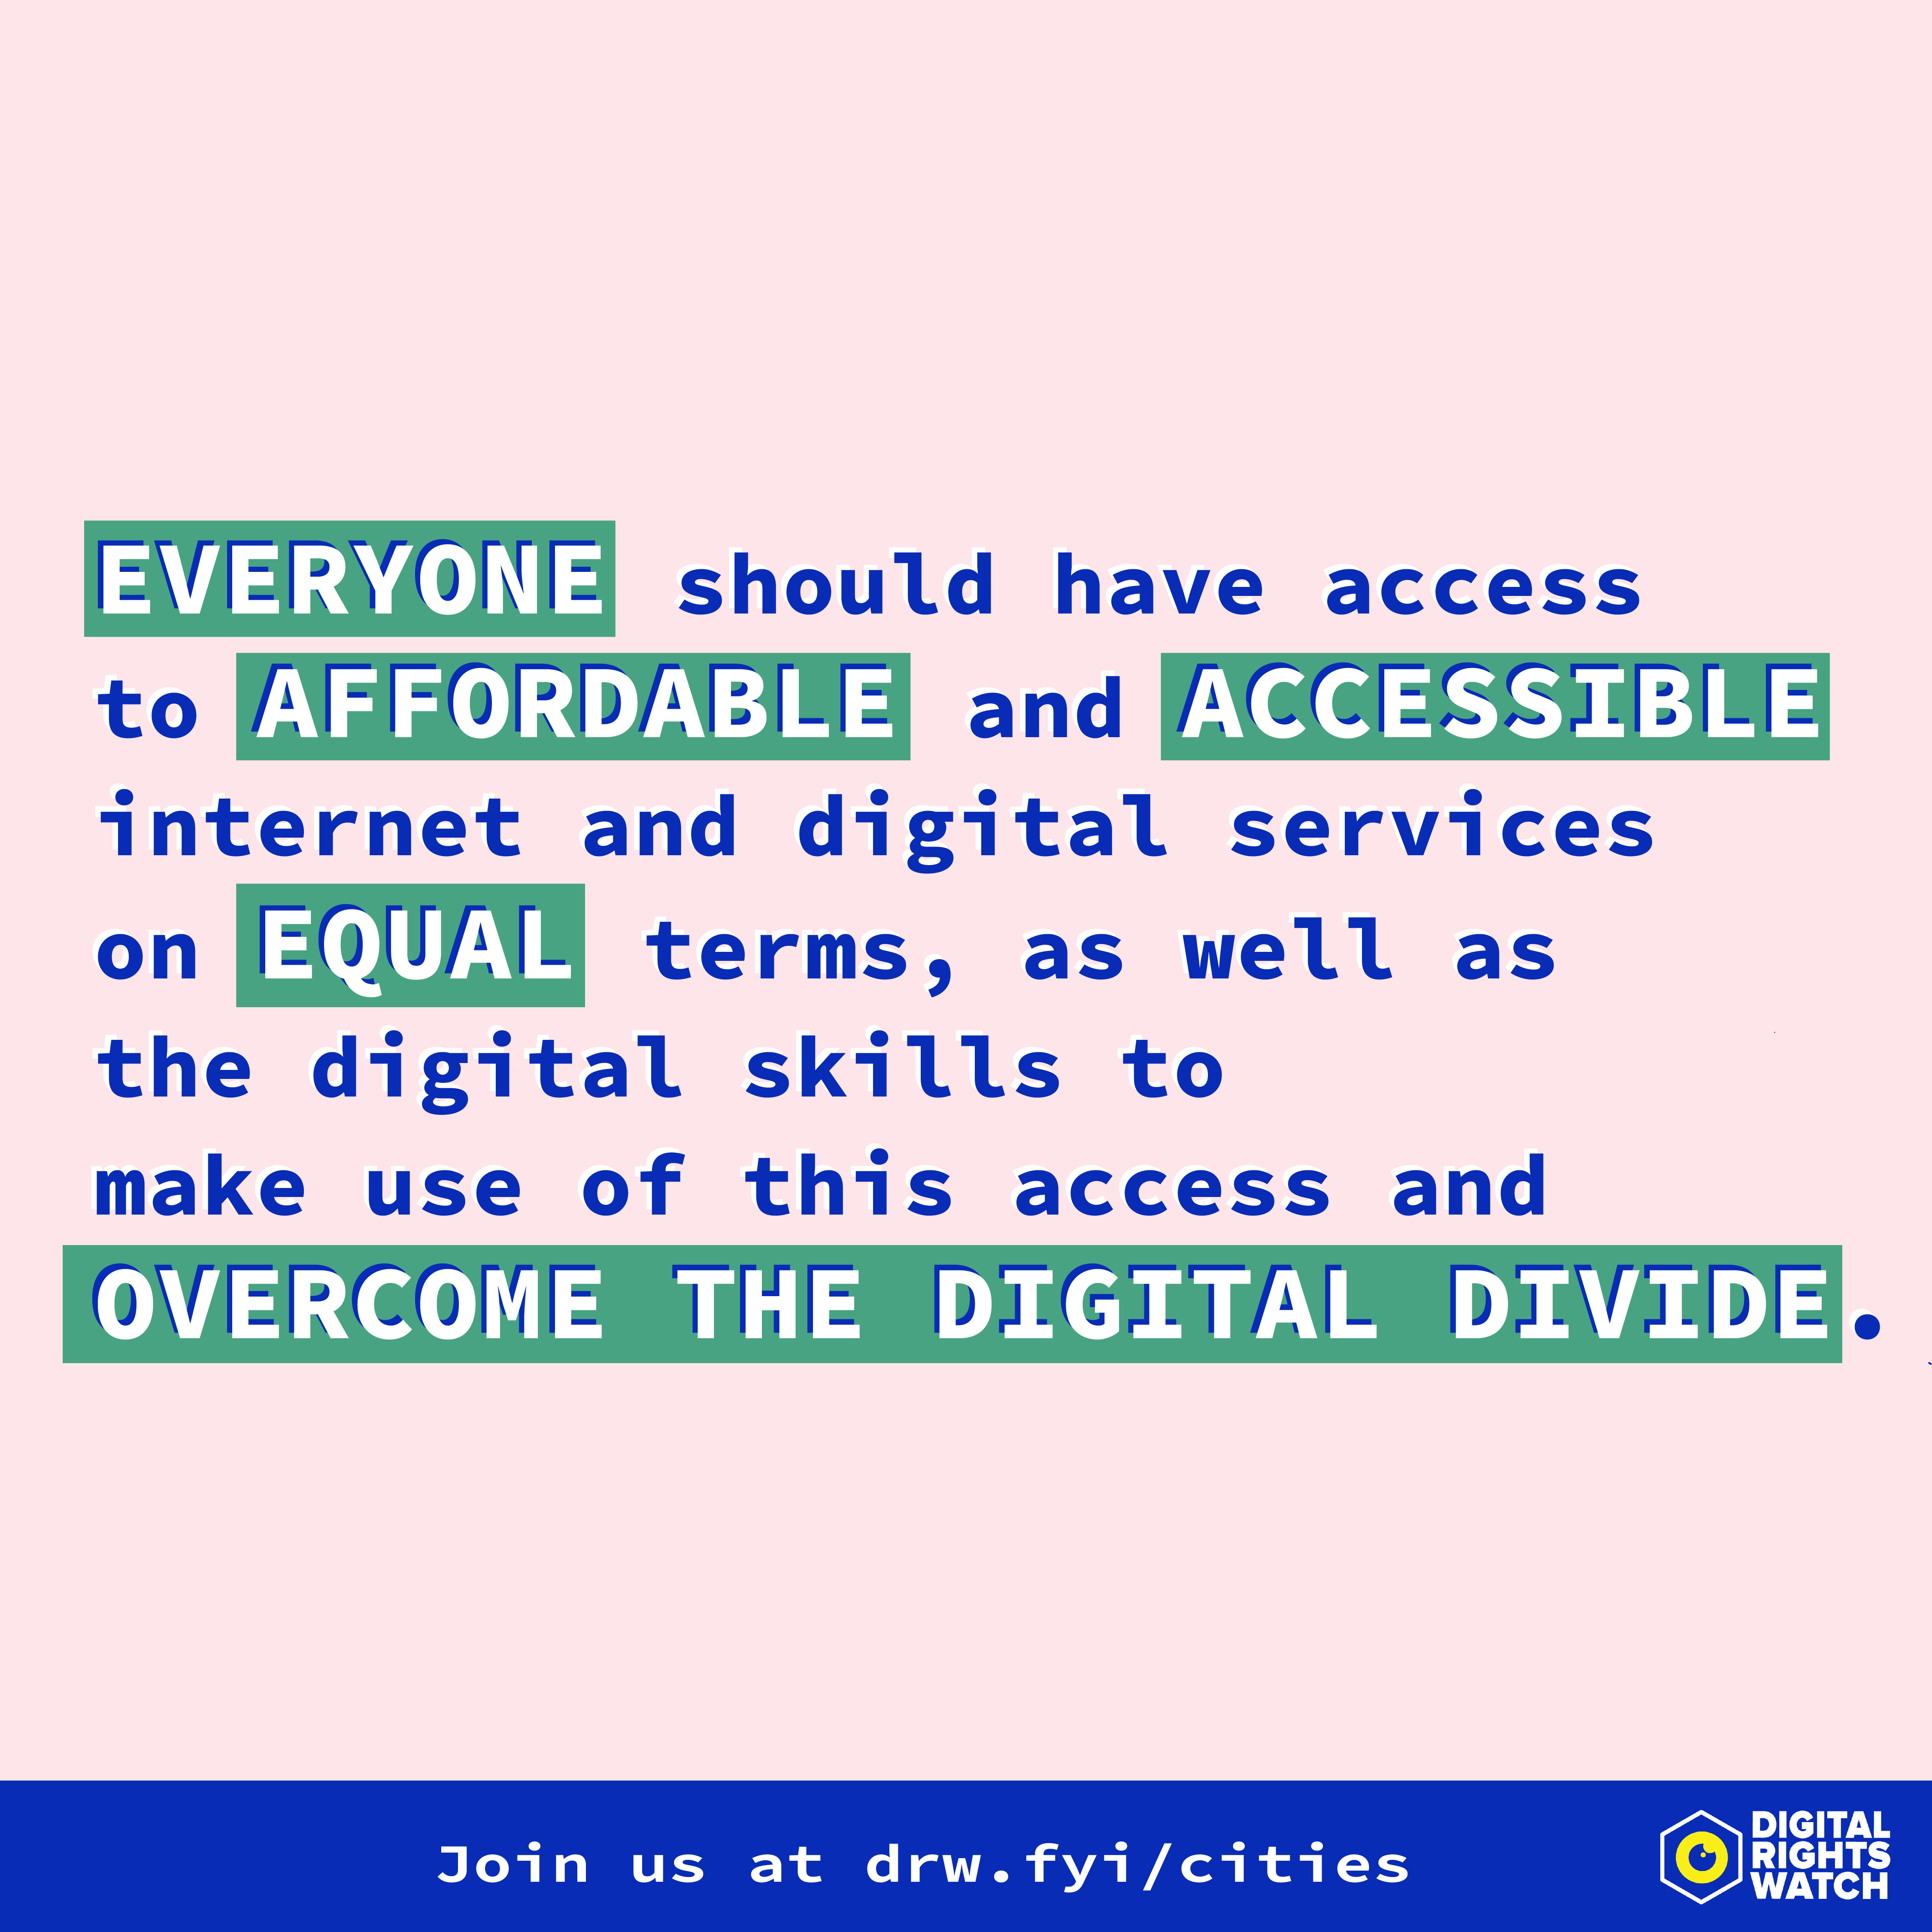 EVERYONE should have access
to AFFORDABLE and ACCESSIBLE
internet and digital services
on EQUAL terms, as well as
the digital skills to
make use of this access and
OVERCOME THE DIGITAL DIVIDE.
Join us at drw.fyi/cities
DIGITAL
RIGHTS
WATCH